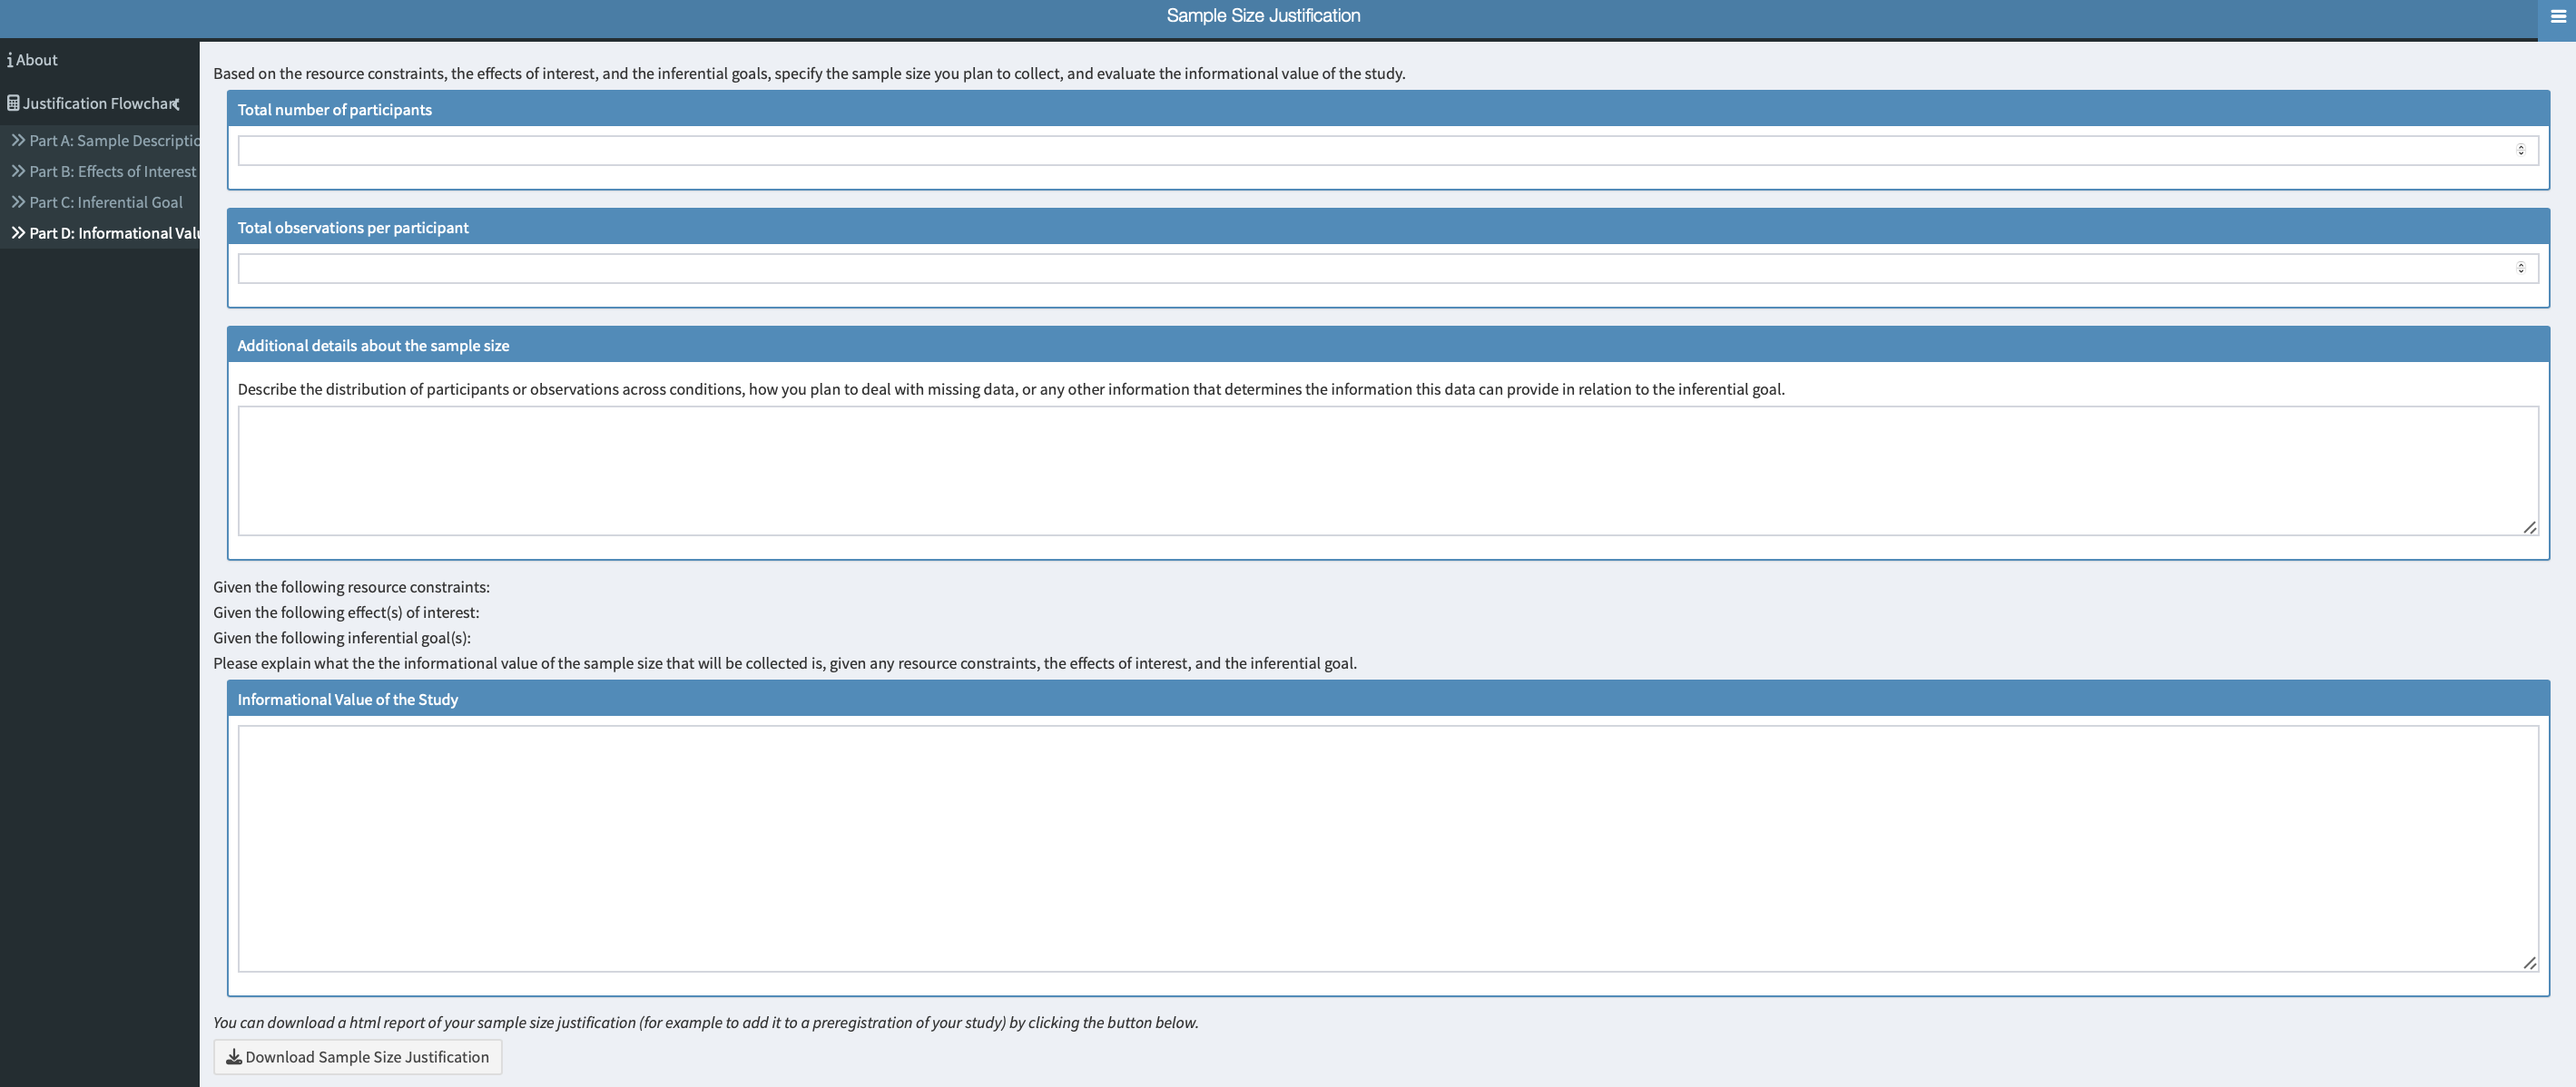 Sample Size Justification
About
Justification Flowchart
Part A: Sample Descriptio
Part B: Effects of Interest
Part C: Inferential Goal
Part D: Informational Valu
Based on the resource constraints, the effects of interest, and the inferential goals, specify the sample size you plan to collect, and evaluate the informational value of the study.
Total number of participants
Total observations per participant
Additional details about the sample size
Describe the distribution of participants or observations across conditions, how you plan to deal with missing data, or any other information that determines the information this data can provide in relation to the inferential goal.
Given the following resource constraints:
Given the following effect(s) of interest:
Given the following inferential goal(s):
Please explain what the the informational value of the sample size that will be collected is, given any resource constraints, the effects of interest, and the inferential goal.
Informational Value of the Study
You can download a html report of your sample size justification (for example to add it to a preregistration of your study) by clicking the button below.
Download Sample Size Justification